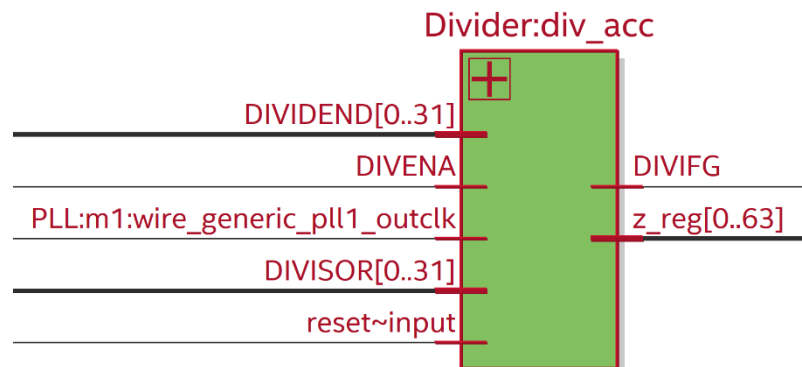 Divider:div_acc
DIVIDEND[0..31]
DIVENA
DIVIFG
PLL:m1:wire_generic_pll1_outclk
z_reg[0..63]
DIVISOR[0..31]
reset~input